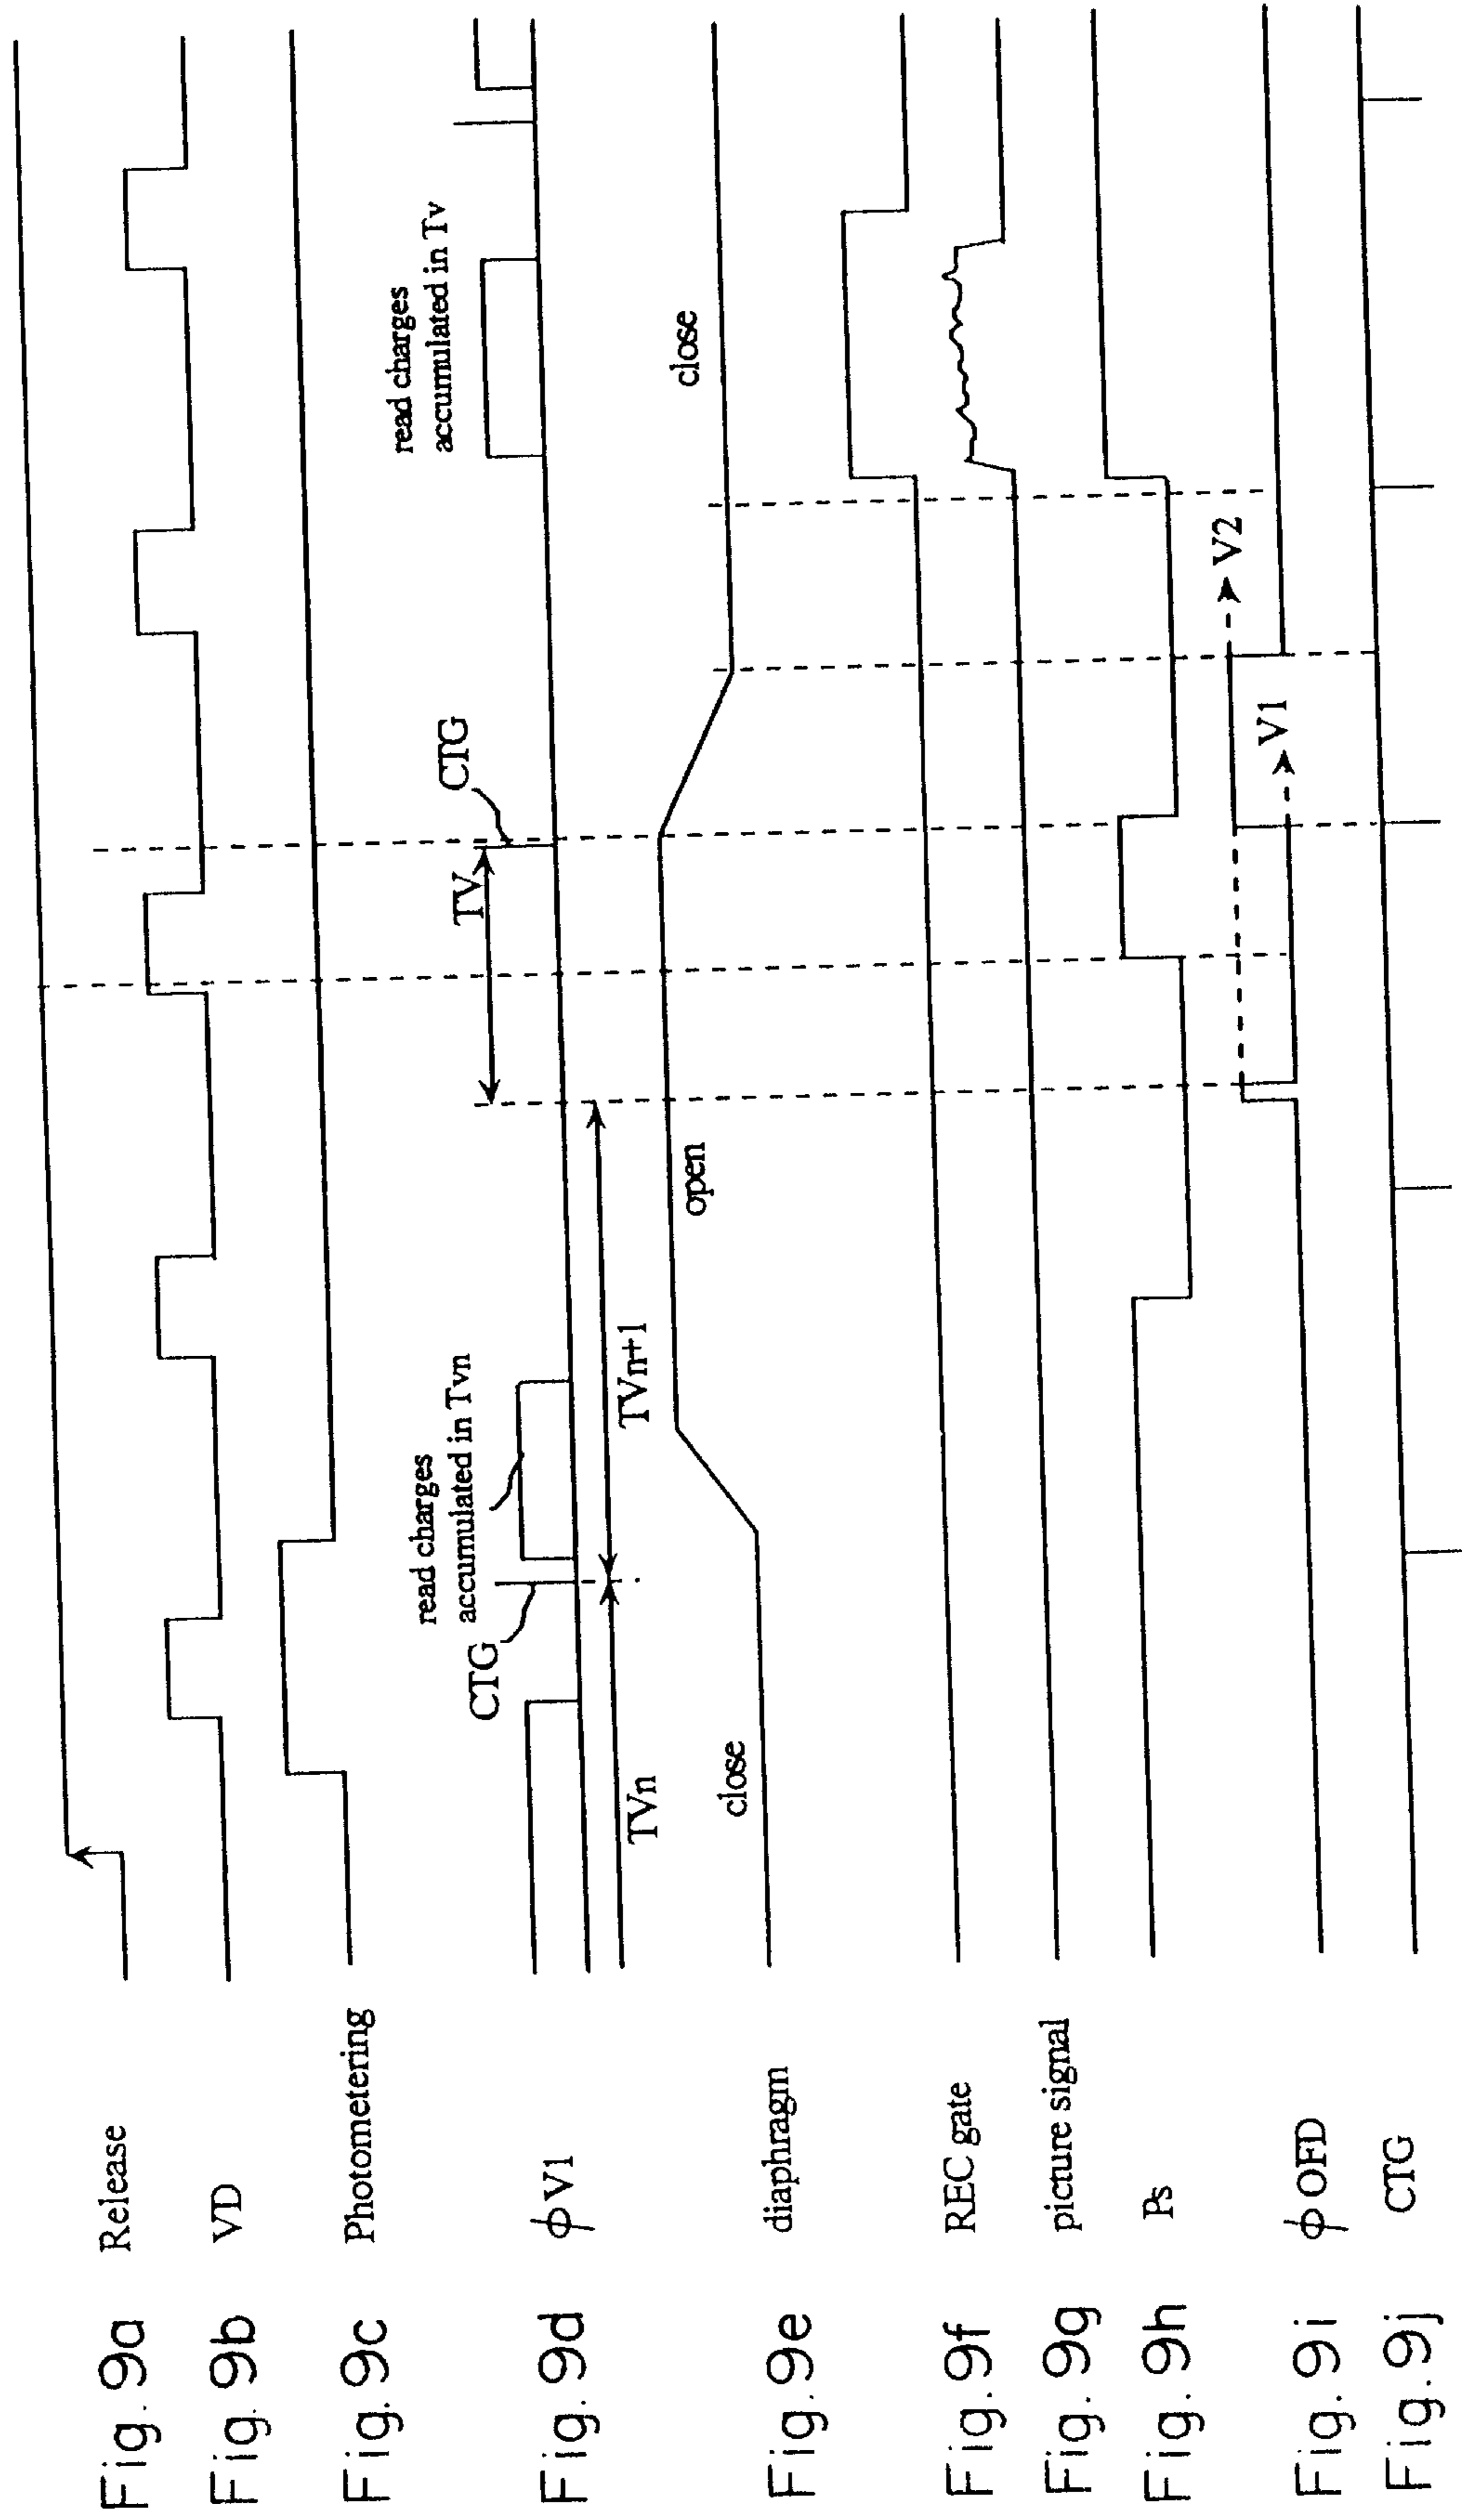 Fig. 9a Release
Fig. 9b VD
Fig. 9c Photometering
Fig. 9d φV1
read charges
accumulated in Tvn
CTG
TVn
TVn+1
TV
CTG
read charges
accumulated in Tv
Fig. 9e diaphragm
close
open
close
Fig. 9f REC gate
Fig. 9g picture signal
Fig. 9h Ps
Fig. 9i φOFD
V1
V2
Fig. 9j CTG